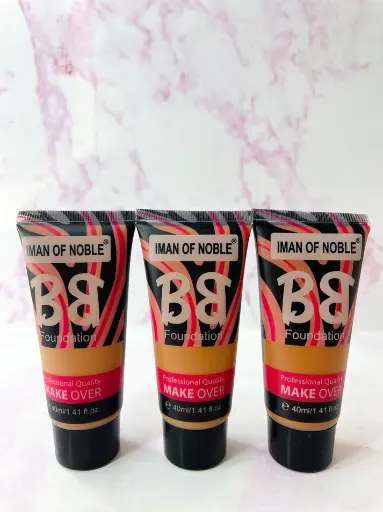 IMAN OF NOBLE®
BB
Foundation
Professional Quality
MAKE OVER
40ml/1.41 fl.oz
IMAN OF NOBLE®
BB
Foundation
Professional Quality
MAKE OVER
℮ 40ml/1.41 fl.oz
IMAN OF NOBLE®
BB
Foundation
Professional Quality
MAKE OVER
℮ 40ml/1.41 fl.oz